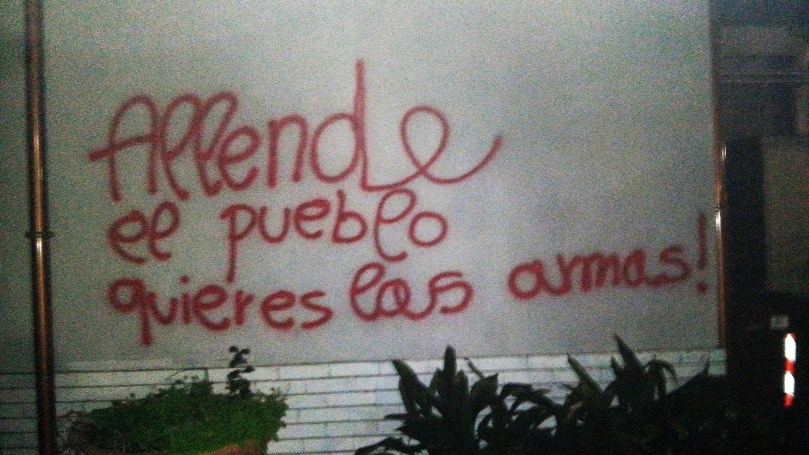 Allende
el pueblo
quieres las armas!